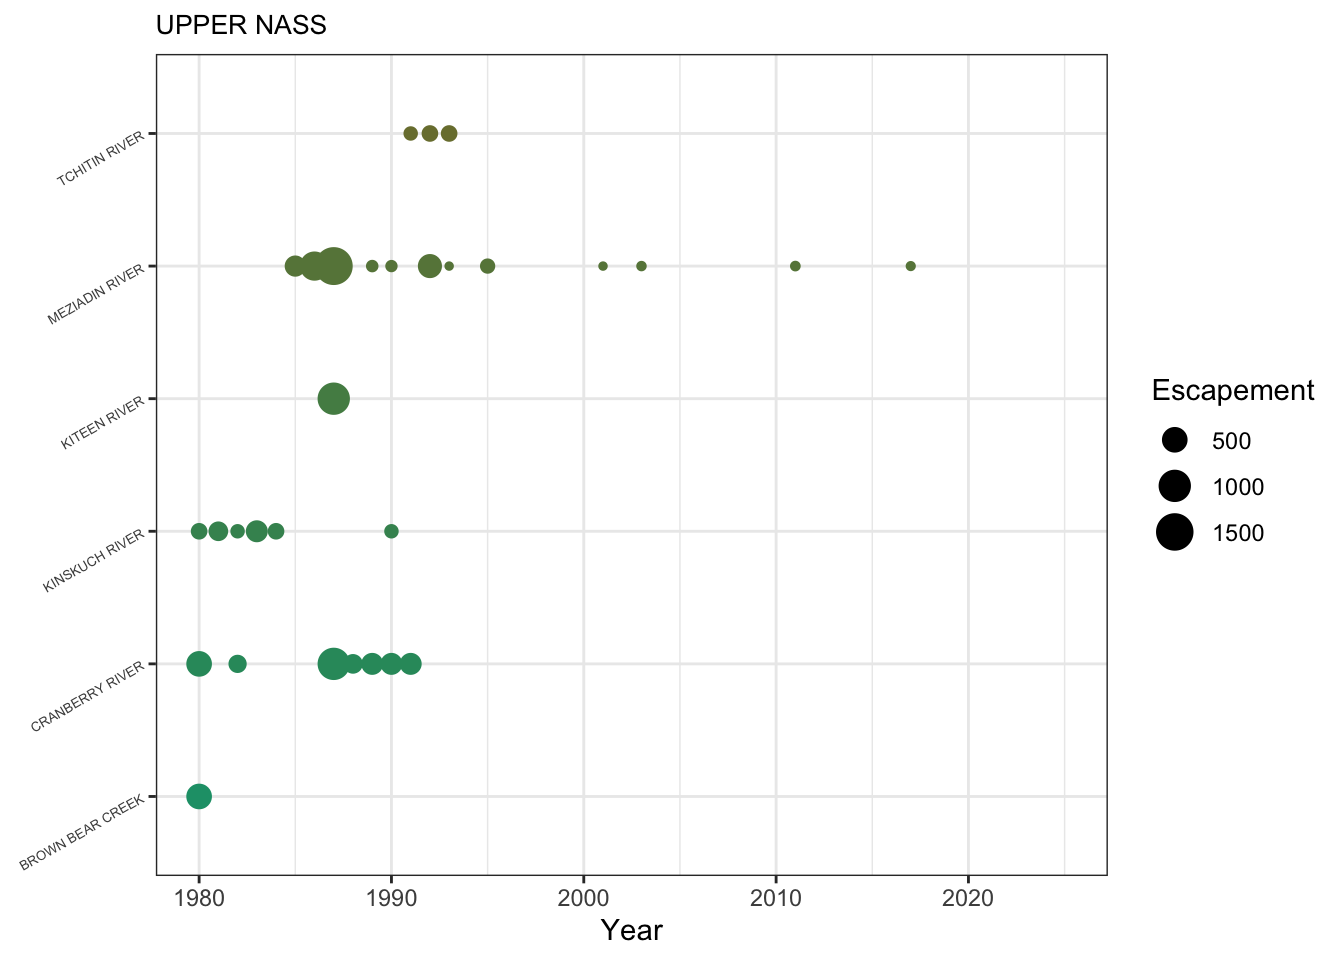 UPPER NASS
TCHITIN RIVER
MEZIADIN RIVER
KITEEN RIVER
KINSKUCH RIVER
CRANBERRY RIVER
BROWN BEAR CREEK
1980 1990 2000 2010 2020
Year
Escapement
500
1000
1500